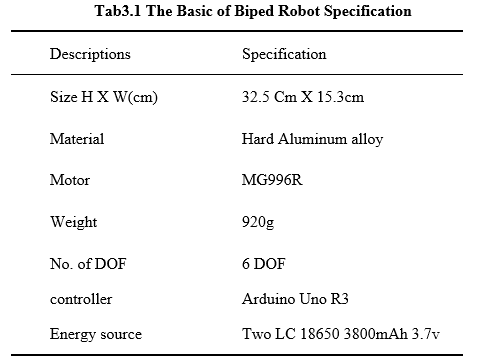 Tab3.1 The Basic of Biped Robot Specification
Descriptions Specification
Size H X W(cm) 32.5 Cm X 15.3cm
Material Hard Aluminum alloy
Motor MG996R
Weight 920g
No. of DOF 6 DOF
controller Arduino Uno R3
Energy source Two LC 18650 3800mAh 3.7v